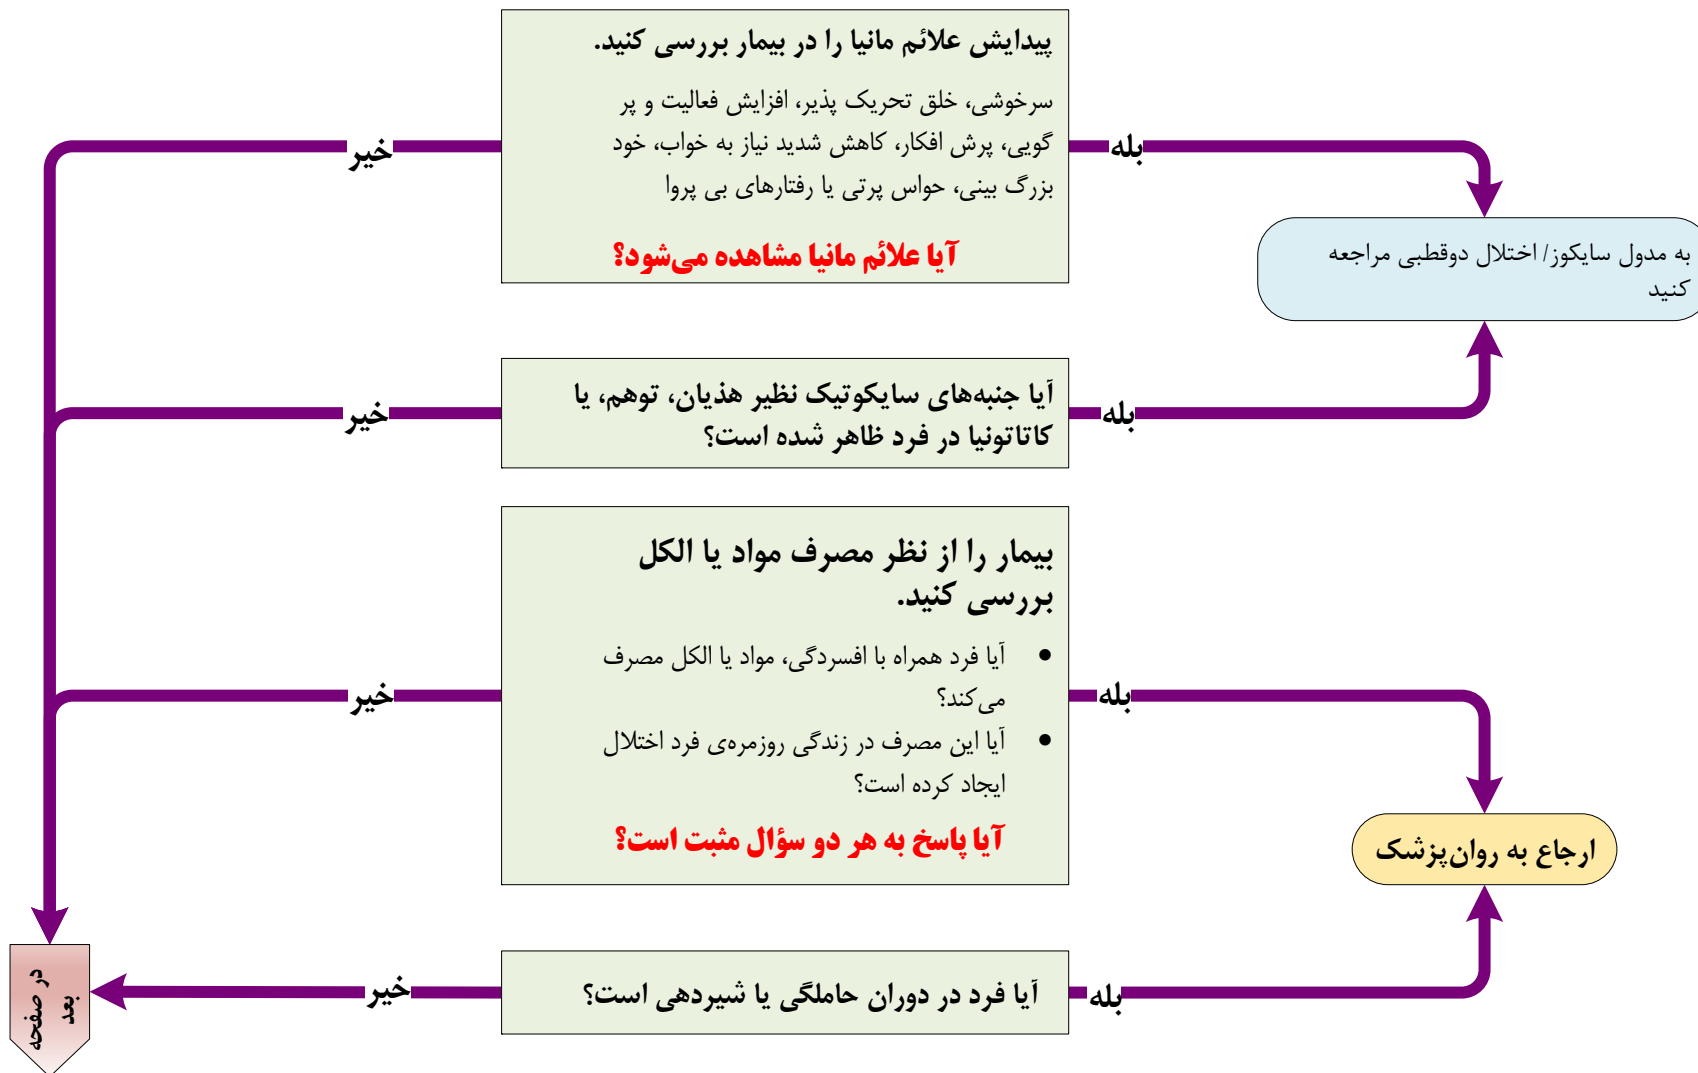 پیدایش علائم مانیا را در بیمار بررسی کنید.
سرخوشی، خلق تحریک پذیر، افزایش فعالیت و پر
گویی، پرش افکار، کاهش شدید نیاز به خواب، خود
بزرگ بینی، حواس پرتی یا رفتارهای بی پروا
آیا علائم مانیا مشاهده می‌شود؟
بله
خیر
به مدول سایکوز/ اختلال دوقطبی مراجعه
کنید
آیا جنبه‌های سایکوتیک نظیر هذیان، توهم، یا
کاتاتونیا در فرد ظاهر شده است؟
بله
خیر
بیمار را از نظر مصرف مواد یا الکل
بررسی کنید.
● آیا فرد همراه با افسردگی، مواد یا الکل مصرف
می‌کند؟
● آیا این مصرف در زندگی روزمره‌ی فرد اختلال
ایجاد کرده است؟
آیا پاسخ به هر دو سؤال مثبت است؟
بله
خیر
ارجاع به روان‌پزشک
آیا فرد در دوران حاملگی یا شیردهی است؟
بله
خیر
در صفحه
بعد